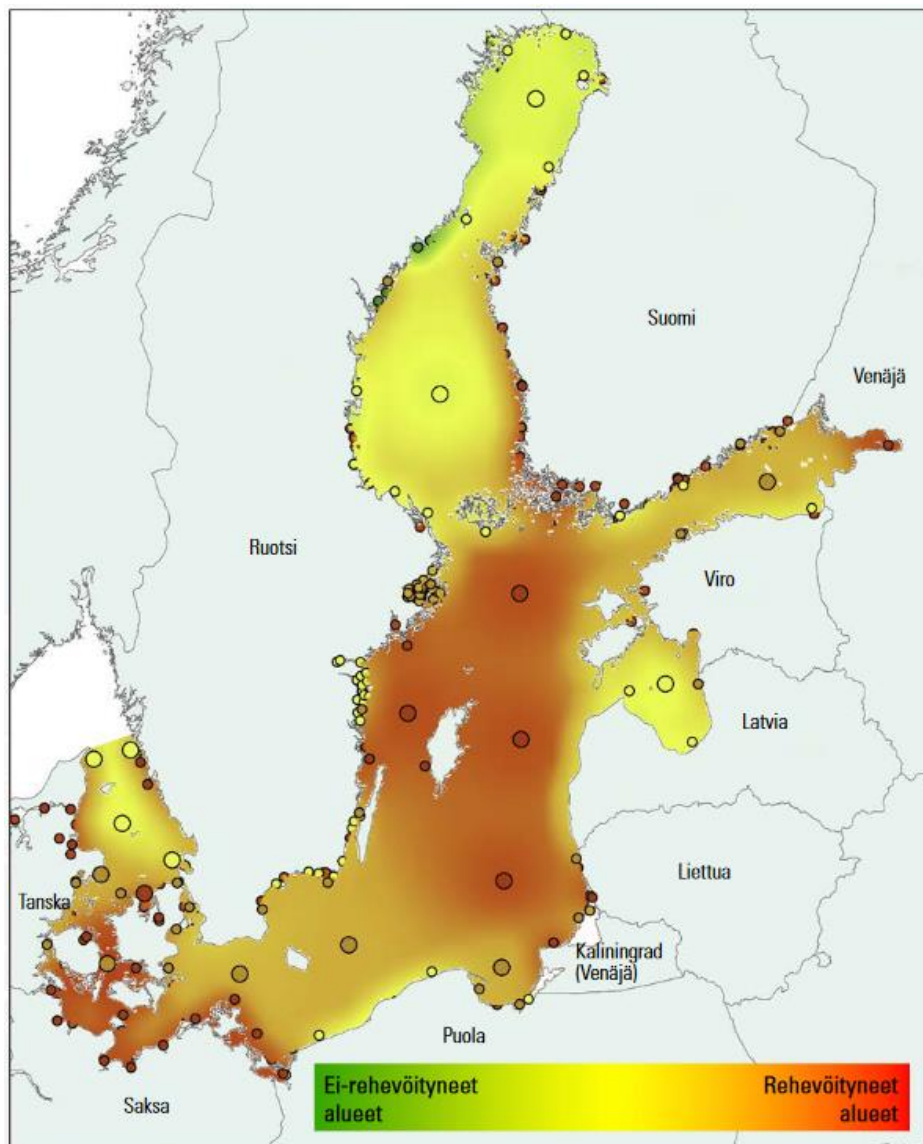 Suomi
Venäjä
Ruotsi
Viro
Latvia
Liettua
Tanska
Kaliningrad
(Venäjä)
Puola
Saksa
Ei-rehevöityneet
alueet
Rehevöityneet
alueet